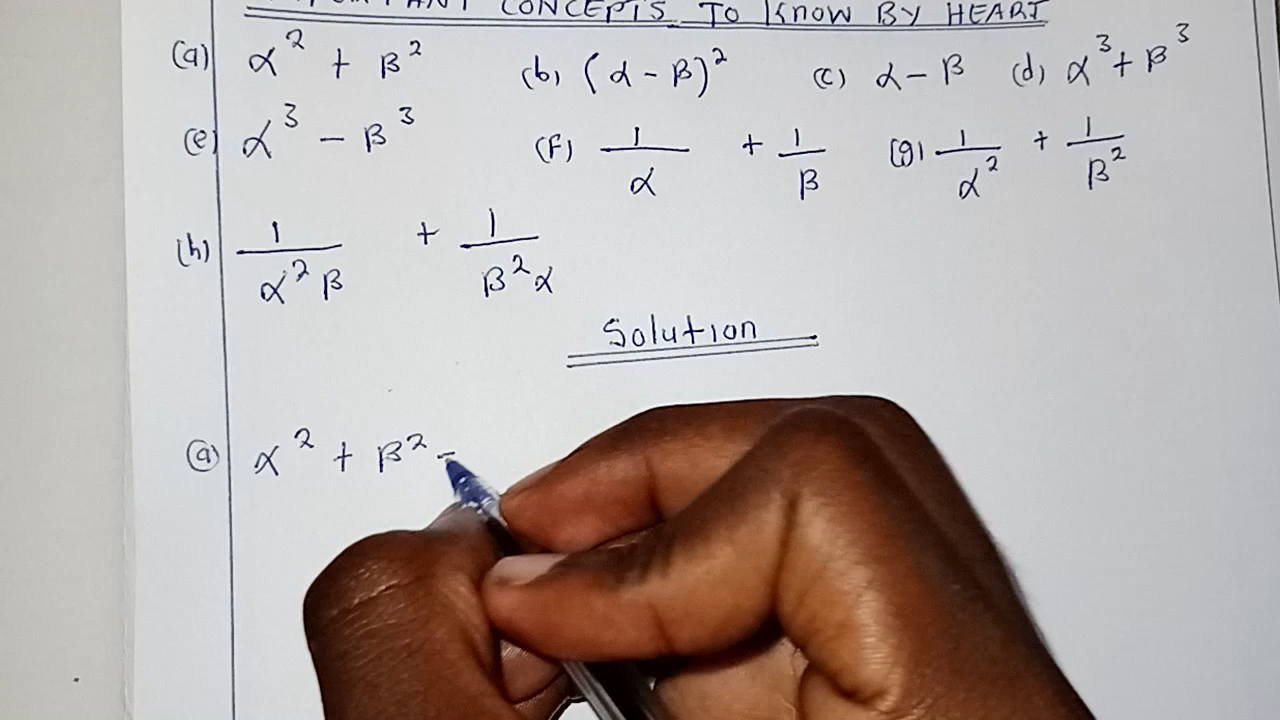 CONCEPTS TO KNOW BY HEART
(a) α² + β² (b) (α - β)² (c) α - β (d) α³ + β³
(e) α³ - β³ (f) 1/α + 1/β (g) 1/α² + 1/β²
(h) 1/α²β + 1/β²α
Solution
(a) α² + β² -